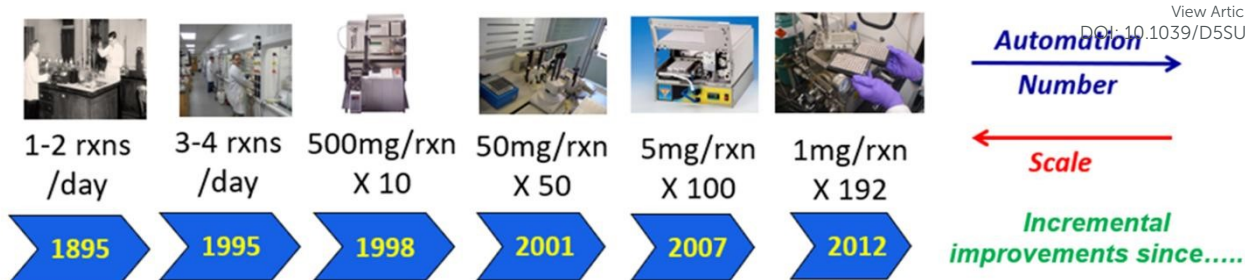 View Artic
DOI: 10.1039/D5SU
Automation
Number
1-2 rxns
/day
3-4 rxns
/day
500mg/rxn
X 10
50mg/rxn
X 50
5mg/rxn
X 100
1mg/rxn
X 192
Scale
1895
1995
1998
2001
2007
2012
Incremental
improvements since.....